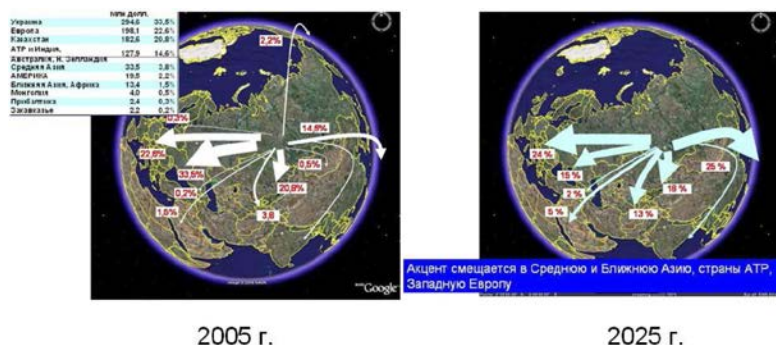 Млн долл.
Украина 294,6 33,5%
Европа 198,1 22,6%
Казахстан 182,6 20,8%
АТР и Индия,
127,9 14,6%
Австралия, Н. Зеландия
Средняя Азия 33,5 3,8%
АМЕРИКА 19,5 2,2%
Ближняя Азия, Африка 13,4 1,5%
Монголия 4,0 0,5%
Прибалтика 2,4 0,3%
Закавказье 2,2 0,2%
2,2%
0,3%
14,6%
22,6%
0,5%
33,5%
20,8%
0,2%
1,5%
3,8
Google
24 %
25 %
15 %
18 %
2 %
5 %
13 %
Акцент смещается в Среднюю и Ближнюю Азию, страны АТР,
Западную Европу
2005 г.
2025 г.